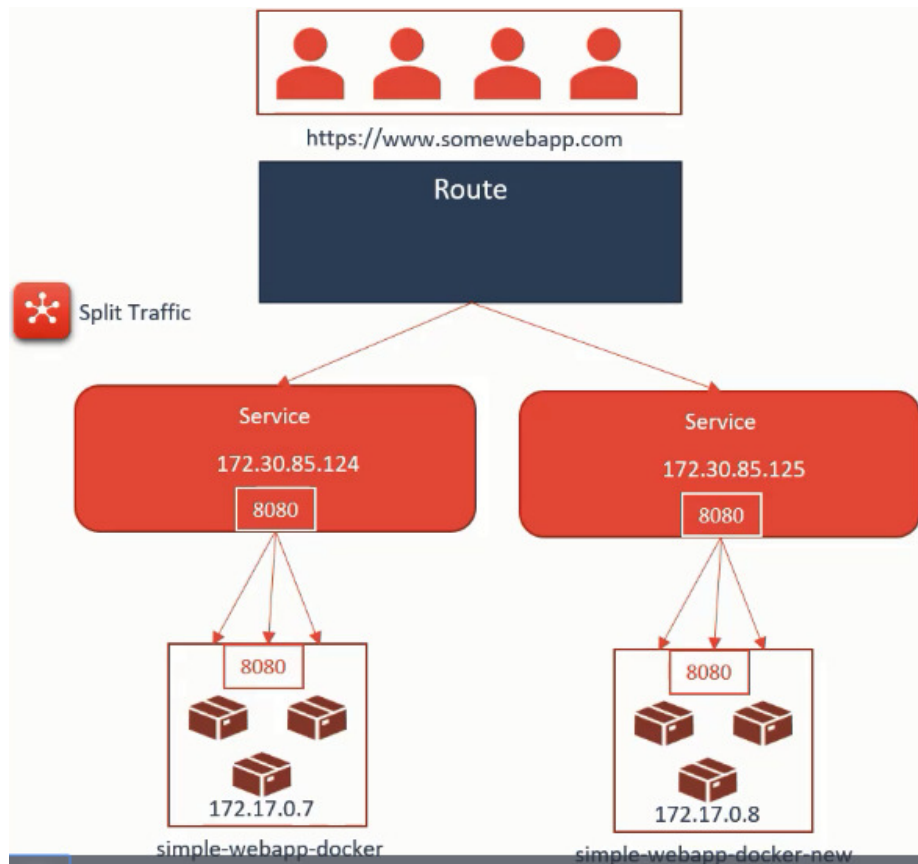 https://www.somewebapp.com
Route
Split Traffic
Service
172.30.85.124
8080
Service
172.30.85.125
8080
8080
172.17.0.7
simple-webapp-docker
8080
172.17.0.8
simple-webapp-docker-new